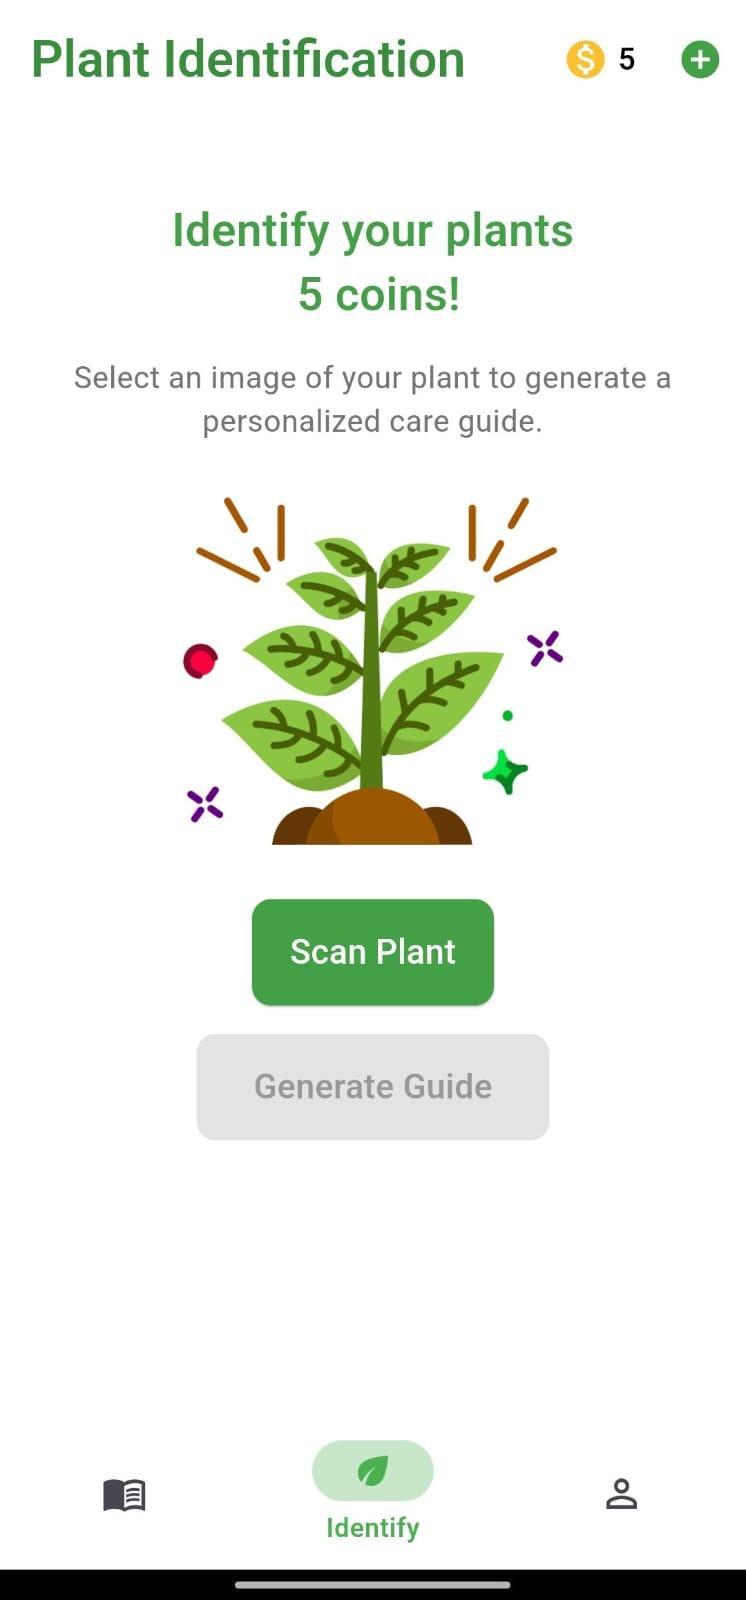 Plant Identification
5
Identify your plants
5 coins!
Select an image of your plant to generate a
personalized care guide.
Scan Plant
Generate Guide
Identify